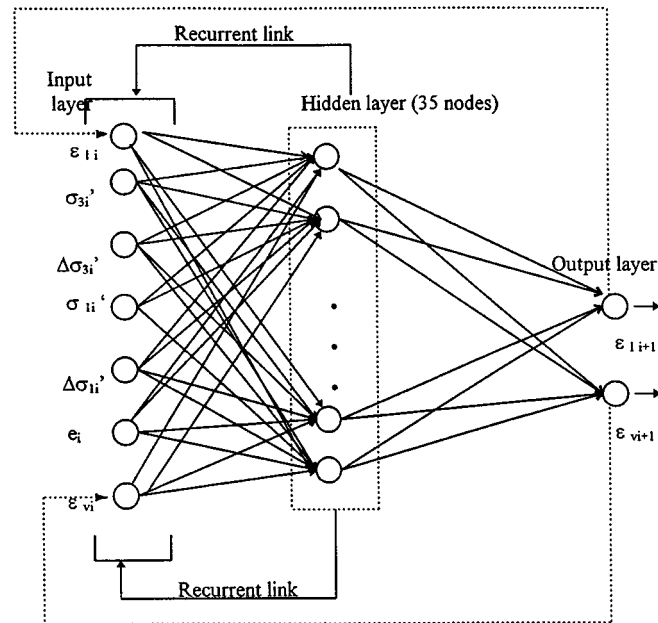 Recurrent link
Input
layer
Hidden layer (35 nodes)
ε 1 i
σ3i'
Δσ3i'
σ 1i '
Δσ1i'
ei
ε vi
Output layer
ε 1 i+1
ε vi+1
Recurrent link